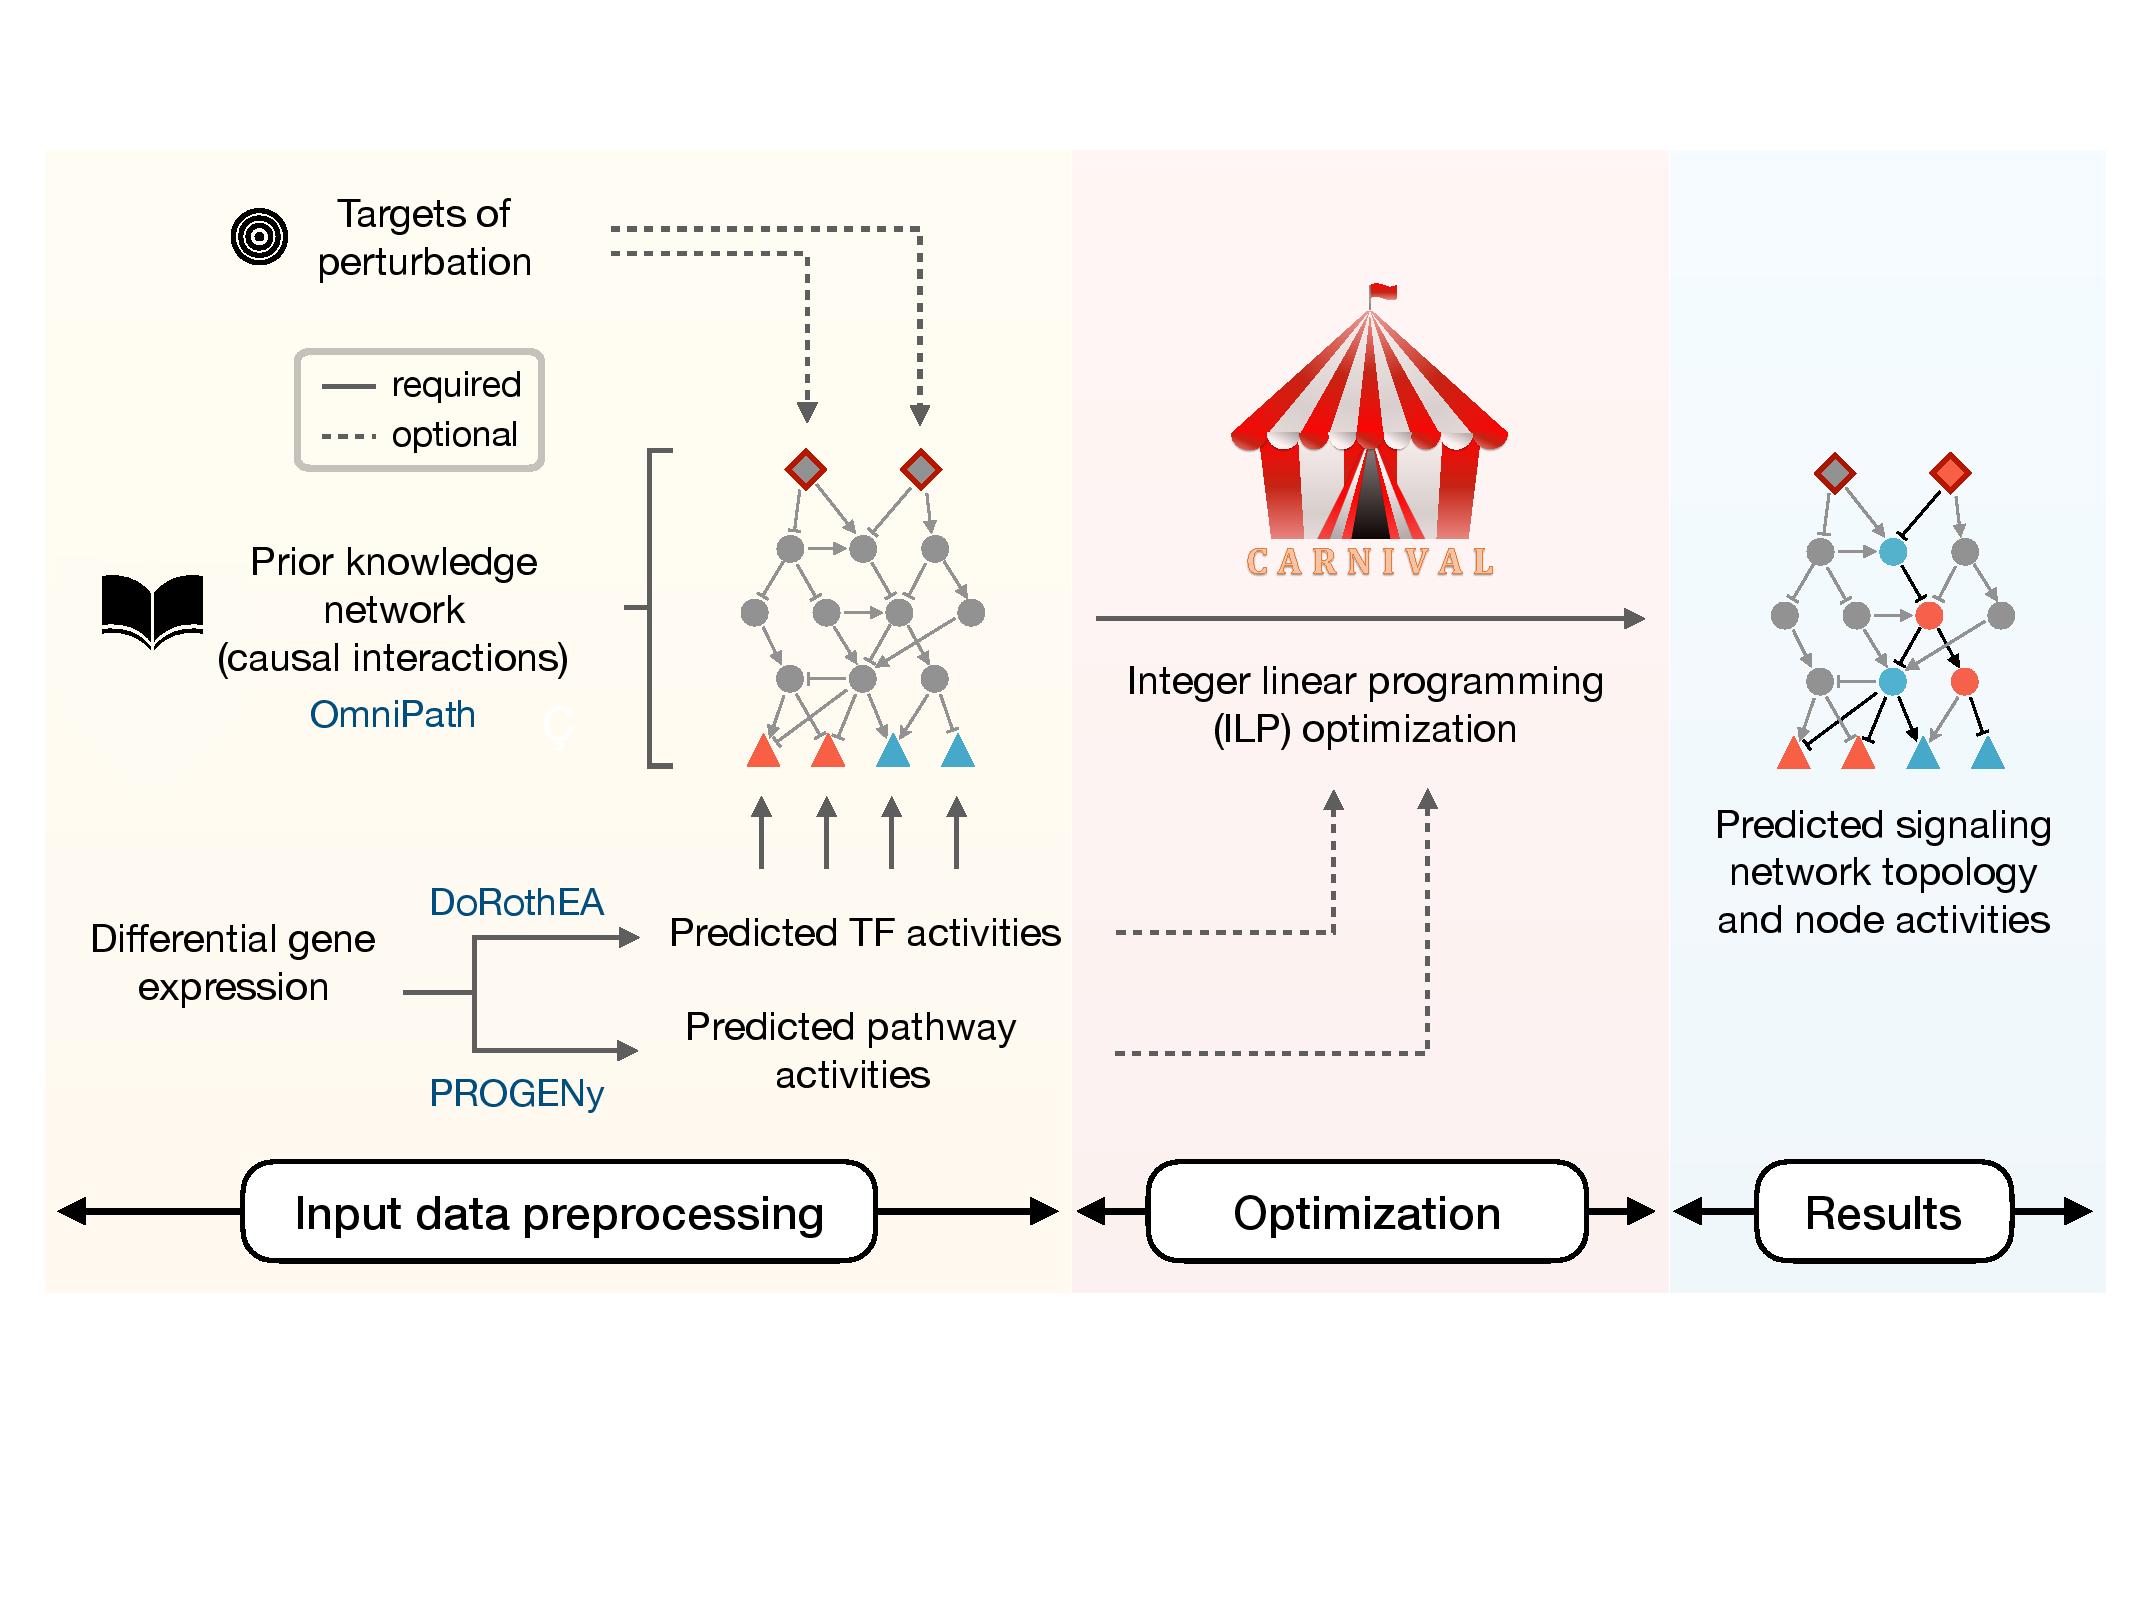 Targets of
perturbation
required
optional
Prior knowledge
network
(causal interactions)
OmniPath
Ç
Differential gene
expression
DoRothEA
PROGENy
Predicted TF activities
Predicted pathway
activities
Input data preprocessing
CARNIVAL
Integer linear programming
(ILP) optimization
Optimization
Predicted signaling
network topology
and node activities
Results